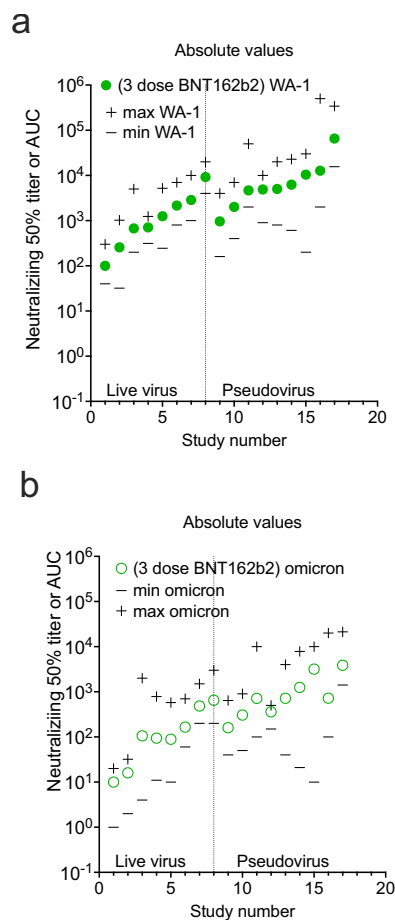 a
Absolute values
10^6
10^5
10^4
10^3
10^2
10^1
10^0
10^-1
Neutraliziing 50% titer or AUC
(3 dose BNT162b2) WA-1
max WA-1
min WA-1
Live virus
Pseudovirus
0 5 10 15 20
Study number
b
Absolute values
10^6
10^5
10^4
10^3
10^2
10^1
10^0
10^-1
Neutraliziing 50% titer or AUC
(3 dose BNT162b2) omicron
min omicron
max omicron
Live virus
Pseudovirus
0 5 10 15 20
Study number